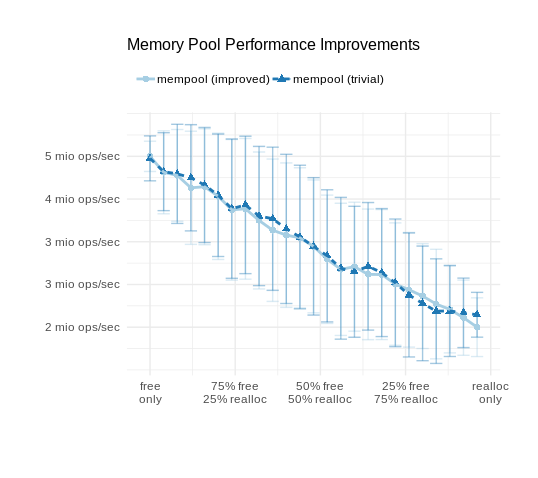 Memory Pool Performance Improvements
mempool (improved) mempool (trivial)
5 mio ops/sec
4 mio ops/sec
3 mio ops/sec
3 mio ops/sec
2 mio ops/sec
free 75% free 50% free 25% free realloc
only 25% realloc 50% realloc 75% realloc only